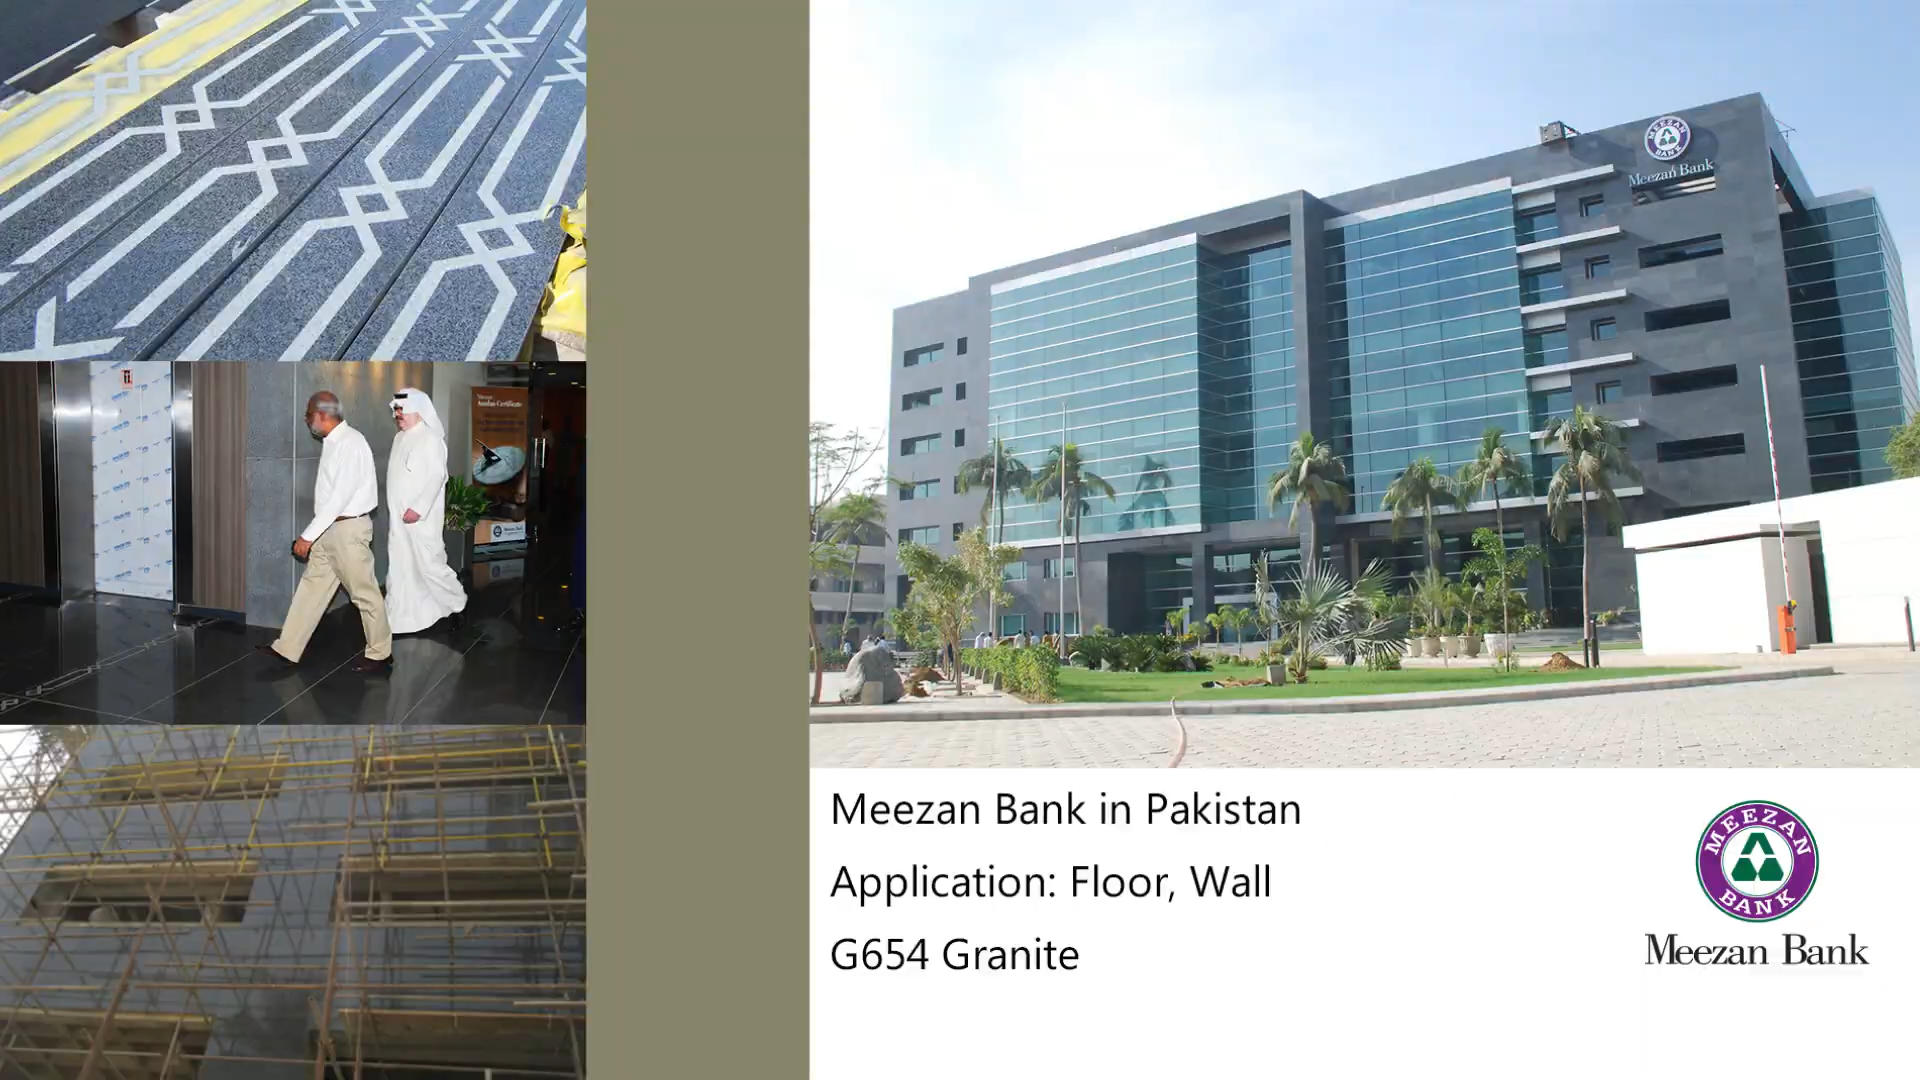 MEEZAN
BANK
Meezan Bank
Meezan Bank in Pakistan
Application: Floor, Wall
G654 Granite
MEEZAN
BANK
Meezan Bank